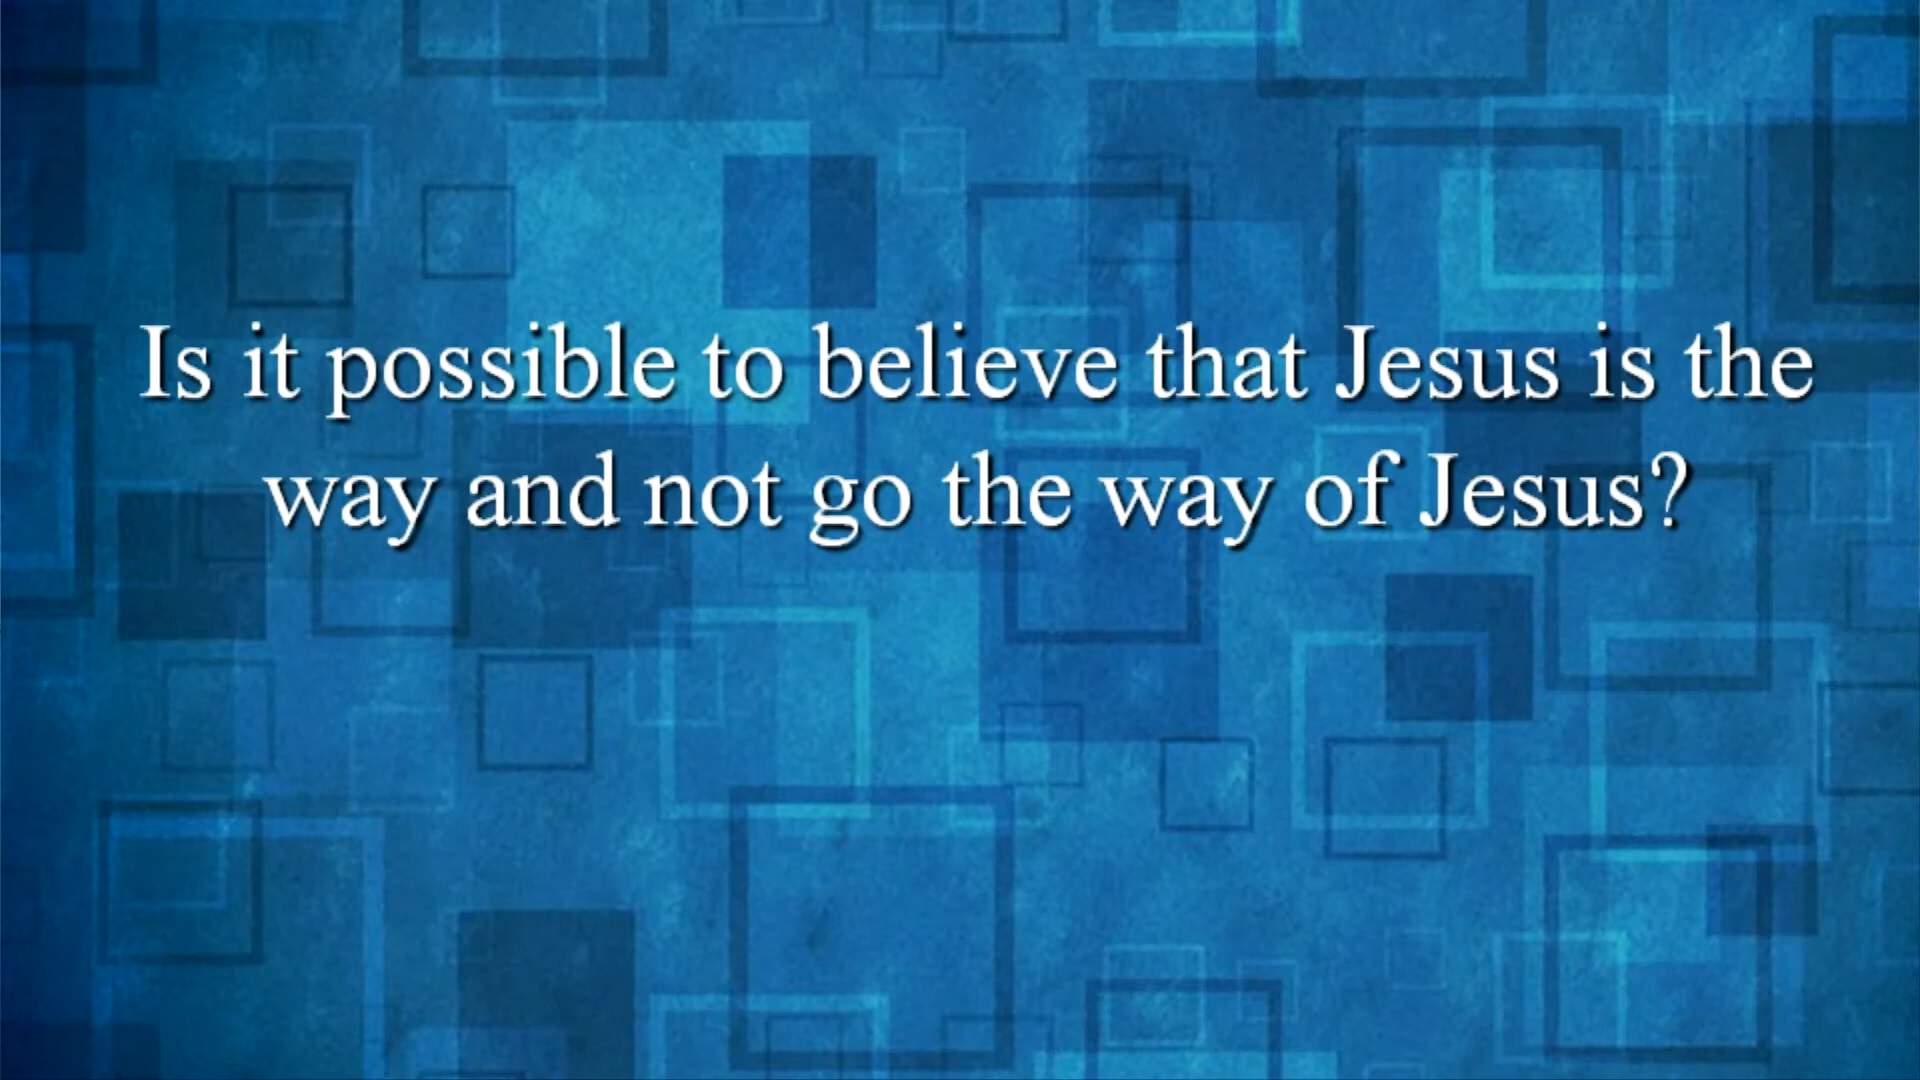 Is it possible to believe that Jesus is the
way and not go the way of Jesus?